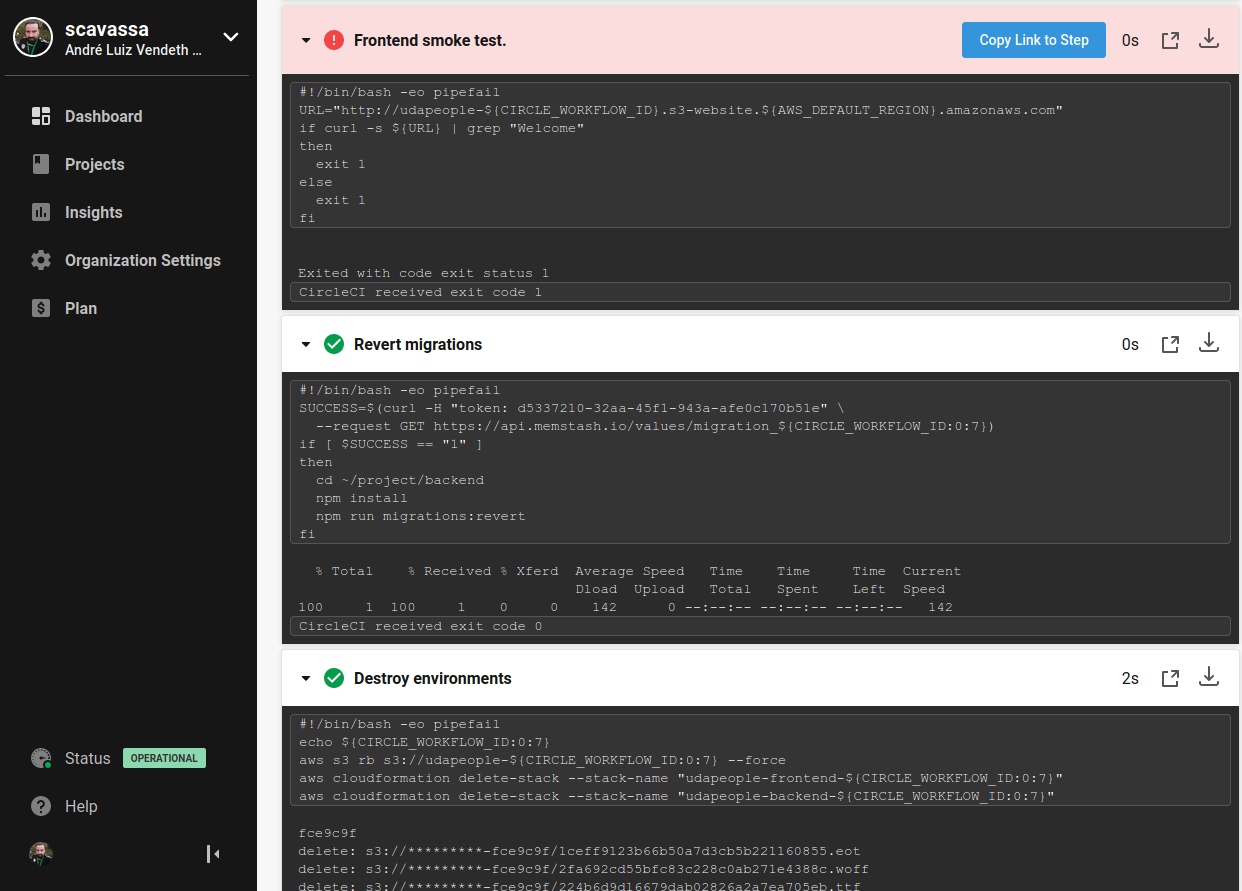 scavassa
André Luiz Vendeth ...
Dashboard
Projects
Insights
Organization Settings
Plan
Status OPERATIONAL
Help
Frontend smoke test.
Copy Link to Step
0s
#!/bin/bash -eo pipefail
URL="http://udapeople-${CIRCLE_WORKFLOW_ID}.s3-website.${AWS_DEFAULT_REGION}.amazonaws.com"
if curl -s ${URL} | grep "Welcome"
then
  exit 1
else
  exit 1
fi
Exited with code exit status 1
CircleCI received exit code 1
Revert migrations
0s
#!/bin/bash -eo pipefail
SUCCESS=$(curl -H "token: d5337210-32aa-45f1-943a-afe0c170b51e" \
  --request GET https://api.memstash.io/values/migration_${CIRCLE_WORKFLOW_ID:0:7})
if [ $SUCCESS == "1" ]
then
  cd ~/project/backend
  npm install
  npm run migrations:revert
fi
  % Total    % Received % Xferd  Average Speed   Time    Time     Time  Current
                                 Dload  Upload   Total   Spent    Left  Speed
100     1  100     1    0     0    142      0 --:--:-- --:--:-- --:--:--   142
CircleCI received exit code 0
Destroy environments
2s
#!/bin/bash -eo pipefail
echo ${CIRCLE_WORKFLOW_ID:0:7}
aws s3 rb s3://udapeople-${CIRCLE_WORKFLOW_ID:0:7} --force
aws cloudformation delete-stack --stack-name "udapeople-frontend-${CIRCLE_WORKFLOW_ID:0:7}"
aws cloudformation delete-stack --stack-name "udapeople-backend-${CIRCLE_WORKFLOW_ID:0:7}"
fce9c9f
delete: s3://*********-fce9c9f/1ceff9123b66b50a7d3cb5b221160855.eot
delete: s3://*********-fce9c9f/2fa692cd55bfc83c228c0ab271e4388c.woff
delete: s3://*********-fce9c9f/224b6d9d16679dab02826a2a7ea705eb.ttf